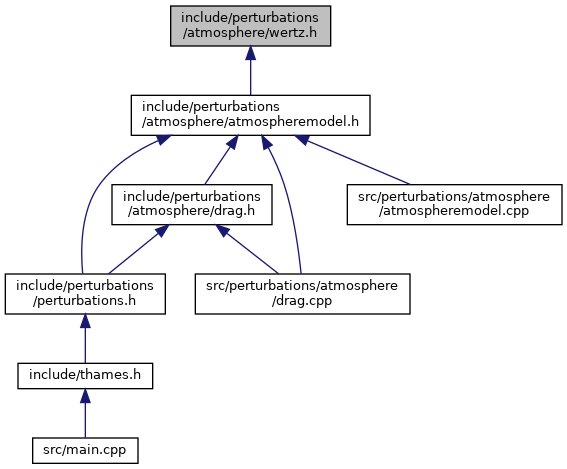 include/perturbations
/atmosphere/wertz.h
include/perturbations
/atmosphere/atmospheremodel.h
include/perturbations
/atmosphere/drag.h
src/perturbations/atmosphere
/atmospheremodel.cpp
include/perturbations
/perturbations.h
src/perturbations/atmosphere
/drag.cpp
include/thames.h
src/main.cpp